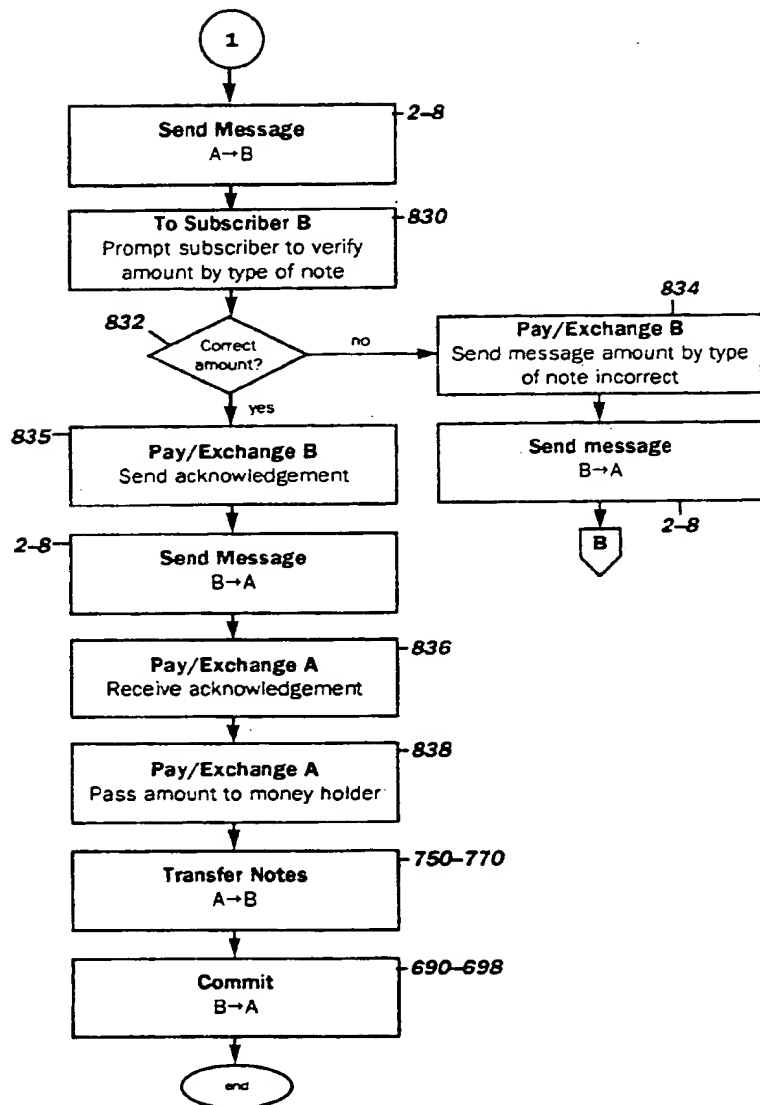 1
2-8
Send Message
A→B
830
To Subscriber B
Prompt subscriber to verify
amount by type of note
832
Correct
amount?
no
yes
834
Pay/Exchange B
Send message amount by type
of note incorrect
Send message
B→A
2-8
B
835
Pay/Exchange B
Send acknowledgement
2-8
Send Message
B→A
836
Pay/Exchange A
Receive acknowledgement
838
Pay/Exchange A
Pass amount to money holder
750-770
Transfer Notes
A→B
690-698
Commit
B→A
end